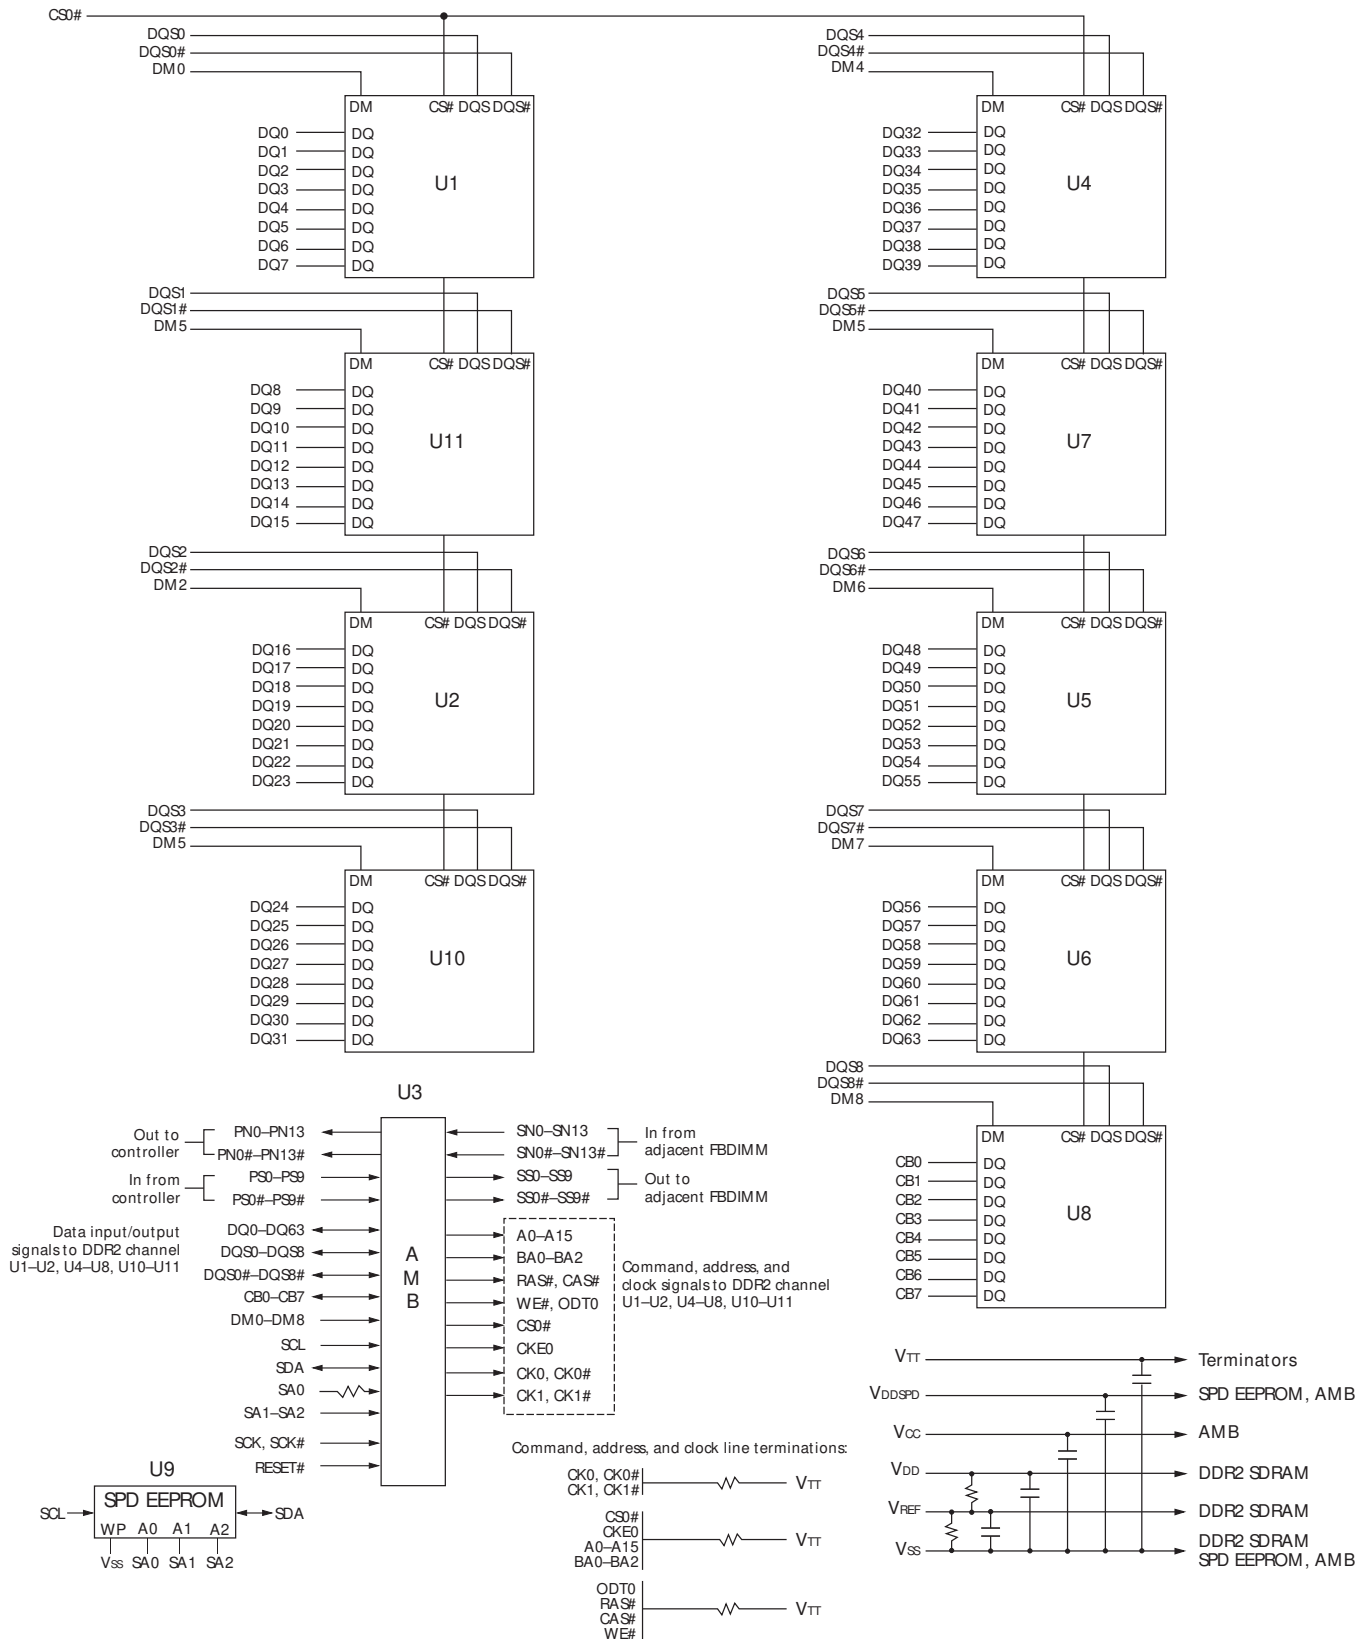 CS0#
DQS0
DQS0#
DM0
DM CS# DQS DQS#
DQ0 DQ
DQ1 DQ
DQ2 DQ
DQ3 DQ
DQ4 DQ
DQ5 DQ
DQ6 DQ
DQ7 DQ
U1
DQS1
DQS1#
DM5
DM CS# DQS DQS#
DQ8 DQ
DQ9 DQ
DQ10 DQ
DQ11 DQ
DQ12 DQ
DQ13 DQ
DQ14 DQ
DQ15 DQ
U11
DQS2
DQS2#
DM2
DM CS# DQS DQS#
DQ16 DQ
DQ17 DQ
DQ18 DQ
DQ19 DQ
DQ20 DQ
DQ21 DQ
DQ22 DQ
DQ23 DQ
U2
DQS3
DQS3#
DM5
DM CS# DQS DQS#
DQ24 DQ
DQ25 DQ
DQ26 DQ
DQ27 DQ
DQ28 DQ
DQ29 DQ
DQ30 DQ
DQ31 DQ
U10
DQS4
DQS4#
DM4
DM CS# DQS DQS#
DQ32 DQ
DQ33 DQ
DQ34 DQ
DQ35 DQ
DQ36 DQ
DQ37 DQ
DQ38 DQ
DQ39 DQ
U4
DQS5
DQS5#
DM5
DM CS# DQS DQS#
DQ40 DQ
DQ41 DQ
DQ42 DQ
DQ43 DQ
DQ44 DQ
DQ45 DQ
DQ46 DQ
DQ47 DQ
U7
DQS6
DQS6#
DM6
DM CS# DQS DQS#
DQ48 DQ
DQ49 DQ
DQ50 DQ
DQ51 DQ
DQ52 DQ
DQ53 DQ
DQ54 DQ
DQ55 DQ
U5
DQS7
DQS7#
DM7
DM CS# DQS DQS#
DQ56 DQ
DQ57 DQ
DQ58 DQ
DQ59 DQ
DQ60 DQ
DQ61 DQ
DQ62 DQ
DQ63 DQ
U6
DQS8
DQS8#
DM8
DM CS# DQS DQS#
CB0 DQ
CB1 DQ
CB2 DQ
CB3 DQ
CB4 DQ
CB5 DQ
CB6 DQ
CB7 DQ
U8
U3
AMB
Out to
controller
PN0–PN13
PN0#–PN13#
In from
controller
PS0–PS9
PS0#–PS9#
Data input/output
signals to DDR2 channel
U1–U2, U4–U8, U10–U11
DQ0–DQ63
DQS0–DQS8
DQS0#–DQS8#
CB0–CB7
DM0–DM8
SCL
SDA
SA0
SA1–SA2
SCK, SCK#
RESET#
SN0–SN13
SN0#–SN13#
In from
adjacent FBDIMM
SS0–SS9
SS0#–SS9#
Out to
adjacent FBDIMM
A0–A15
BA0–BA2
RAS#, CAS#
WE#, ODT0
CS0#
CKE0
CK0, CK0#
CK1, CK1#
Command, address, and
clock signals to DDR2 channel
U1–U2, U4–U8, U10–U11
U9
SPD EEPROM
SCL
SDA
WP A0 A1 A2
VSS SA0 SA1 SA2
Command, address, and clock line terminations:
CK0, CK0#
CK1, CK1#
VTT
CS0#
CKE0
A0–A15
BA0–BA2
VTT
ODT0
RAS#
CAS#
WE#
VTT
VTT Terminators
VDDSPD SPD EEPROM, AMB
VCC AMB
VDD DDR2 SDRAM
VREF DDR2 SDRAM
VSS DDR2 SDRAM
SPD EEPROM, AMB